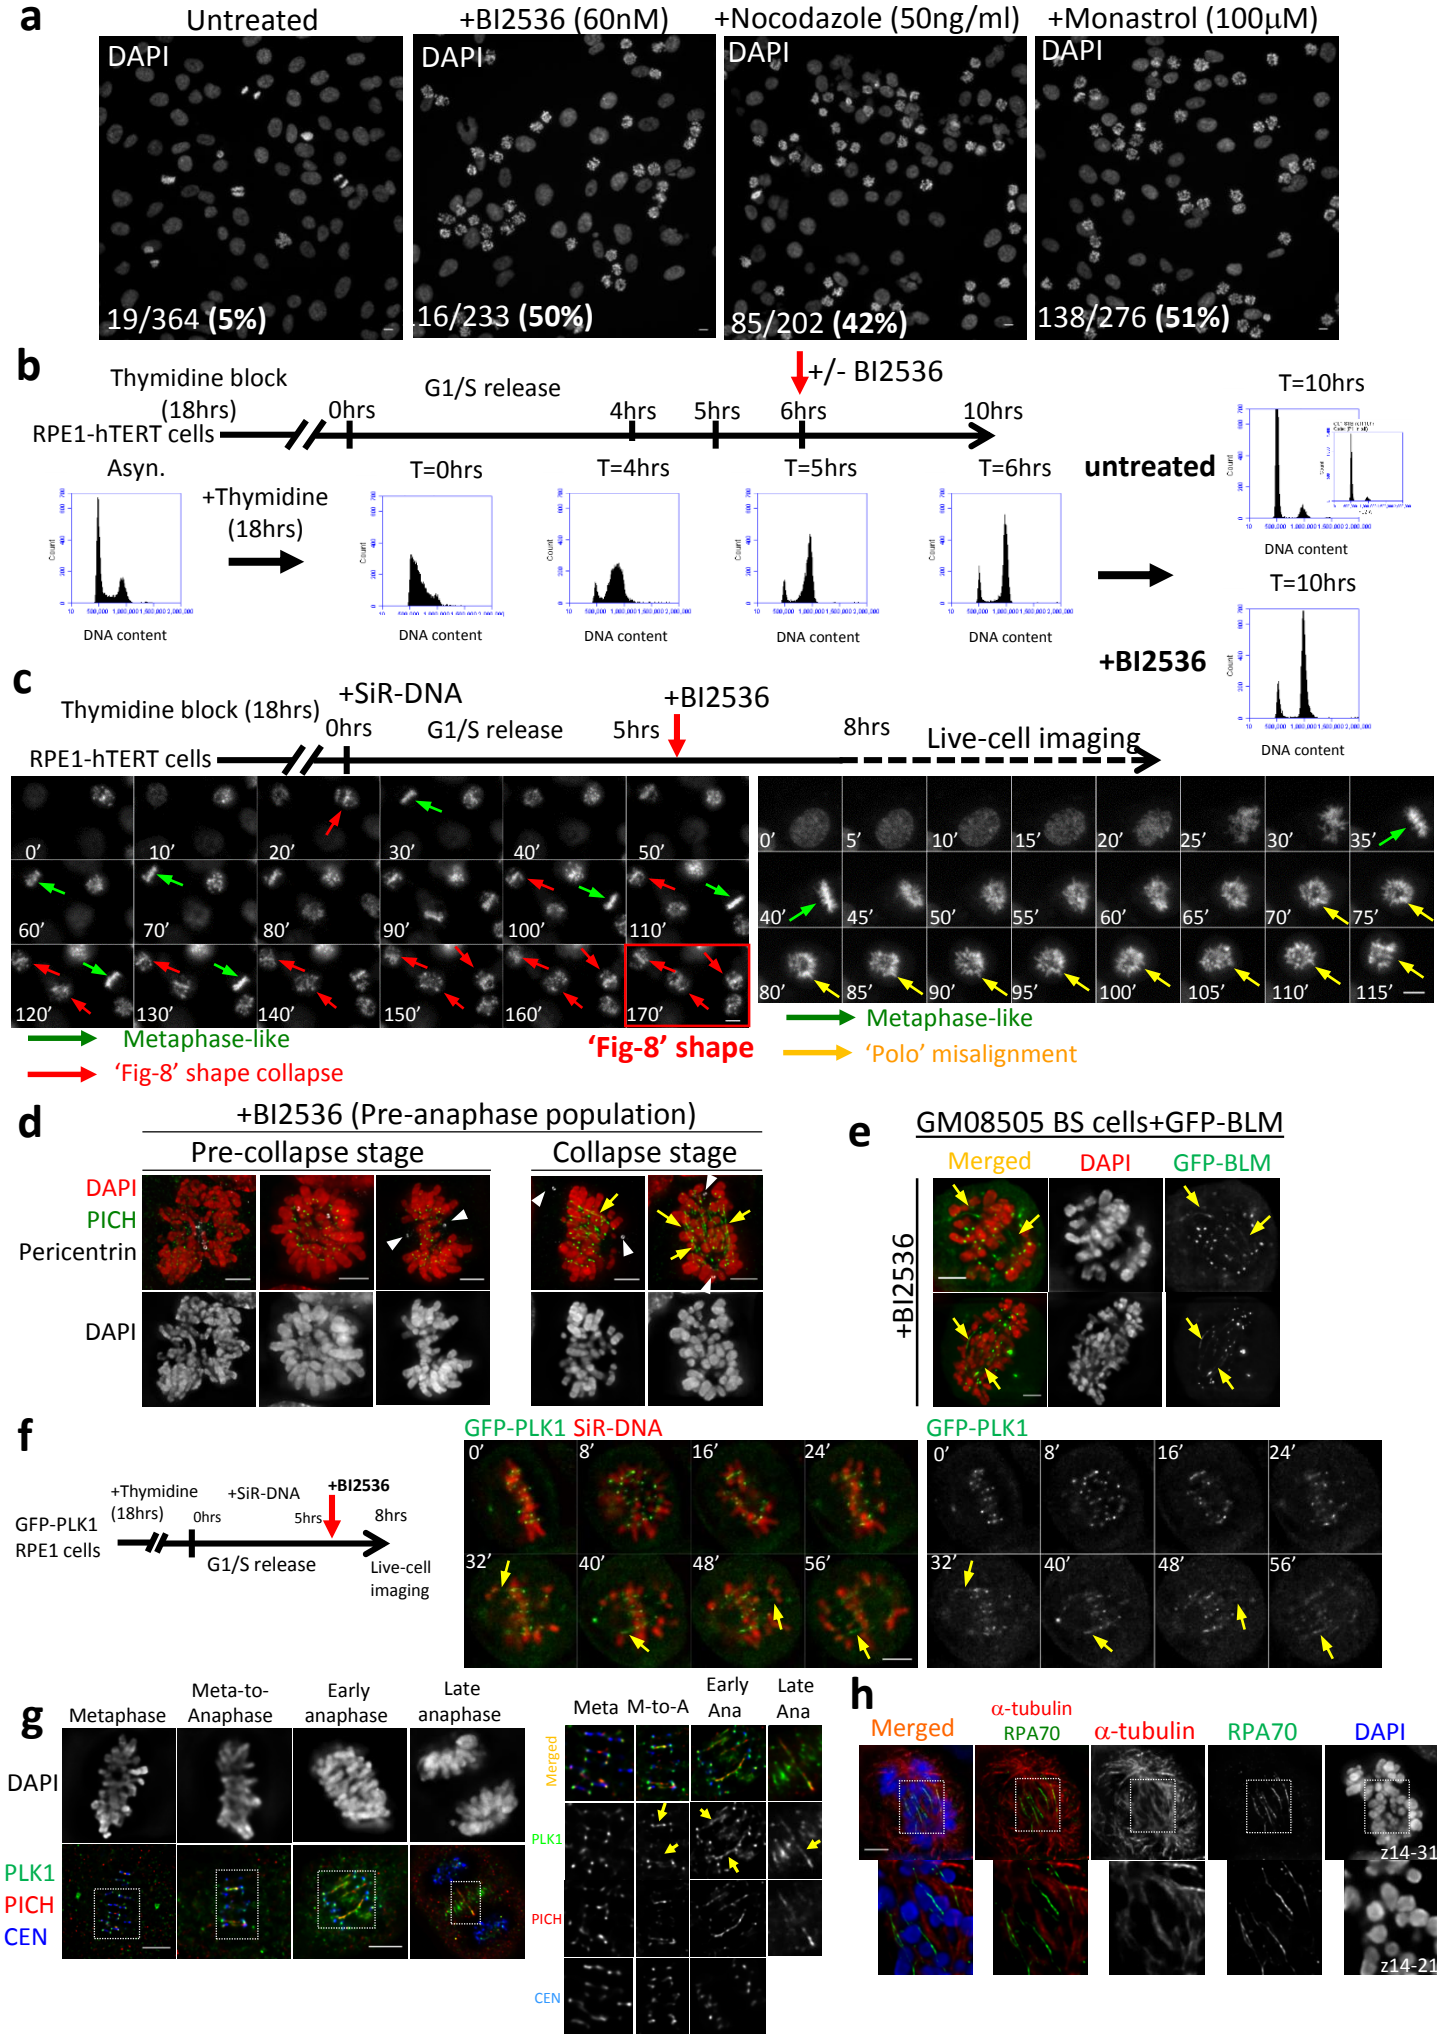 a
Untreated
+BI2536 (60nM)
+Nocodazole (50ng/ml)
+Monastrol (100µM)
DAPI
DAPI
DAPI
DAPI
19/364 (5%)
16/233 (50%)
85/202 (42%)
138/276 (51%)
b
Thymidine block
(18hrs)
RPE1-hTERT cells
0hrs
G1/S release
4hrs
5hrs
6hrs
+/- BI2536
10hrs
Asyn.
+Thymidine
(18hrs)
T=0hrs
T=4hrs
T=5hrs
T=6hrs
untreated
T=10hrs
DNA content
DNA content
DNA content
DNA content
DNA content
DNA content
+BI2536
T=10hrs
DNA content
c
Thymidine block (18hrs)
RPE1-hTERT cells
+SiR-DNA
0hrs
G1/S release
5hrs
+BI2536
8hrs
Live-cell imaging
0’ 10’ 20’ 30’ 40’ 50’
60’ 70’ 80’ 90’ 100’ 110’
120’ 130’ 140’ 150’ 160’ 170’
Metaphase-like
‘Fig-8’ shape collapse
‘Fig-8’ shape
0’ 5’ 10’ 15’ 20’ 25’ 30’ 35’
40’ 45’ 50’ 55’ 60’ 65’ 70’ 75’
80’ 85’ 90’ 95’ 100’ 105’ 110’ 115’
Metaphase-like
‘Polo’ misalignment
d
+BI2536 (Pre-anaphase population)
Pre-collapse stage
Collapse stage
DAPI
PICH
Pericentrin
DAPI
e
GM08505 BS cells+GFP-BLM
Merged
DAPI
GFP-BLM
+BI2536
f
+Thymidine
(18hrs)
GFP-PLK1
RPE1 cells
0hrs
+SiR-DNA
G1/S release
5hrs
+BI2536
8hrs
Live-cell
imaging
GFP-PLK1 SiR-DNA
0’ 8’ 16’ 24’
32’ 40’ 48’ 56’
GFP-PLK1
0’ 8’ 16’ 24’
32’ 40’ 48’ 56’
g
Metaphase
Meta-to-
Anaphase
Early
anaphase
Late
anaphase
DAPI
PLK1
PICH
CEN
Meta
M-to-A
Early
Ana
Late
Ana
Merged
PLK1
PICH
CEN
h
Merged
α-tubulin
RPA70
α-tubulin
RPA70
DAPI
z14-31
z14-21